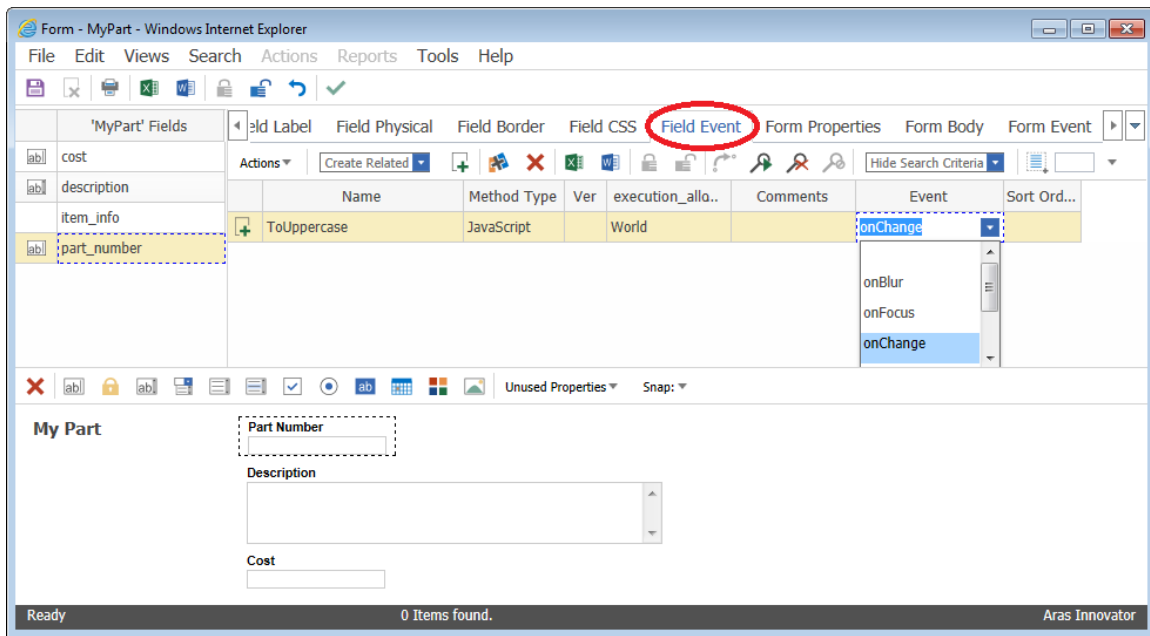 Form - MyPart - Windows Internet Explorer
File Edit Views Search Actions Reports Tools Help
'MyPart' Fields
eld Label Field Physical Field Border Field CSS Field Event Form Properties Form Body Form Event
cost
description
item_info
part_number
Actions Create Related Hide Search Criteria
Name Method Type Ver execution_allo.. Comments Event Sort Ord...
ToUppercase JavaScript World onChange
onBlur
onFocus
onChange
ab ab ab Unused Properties Snap:
My Part
Part Number
Description
Cost
Ready 0 Items found. Aras Innovator